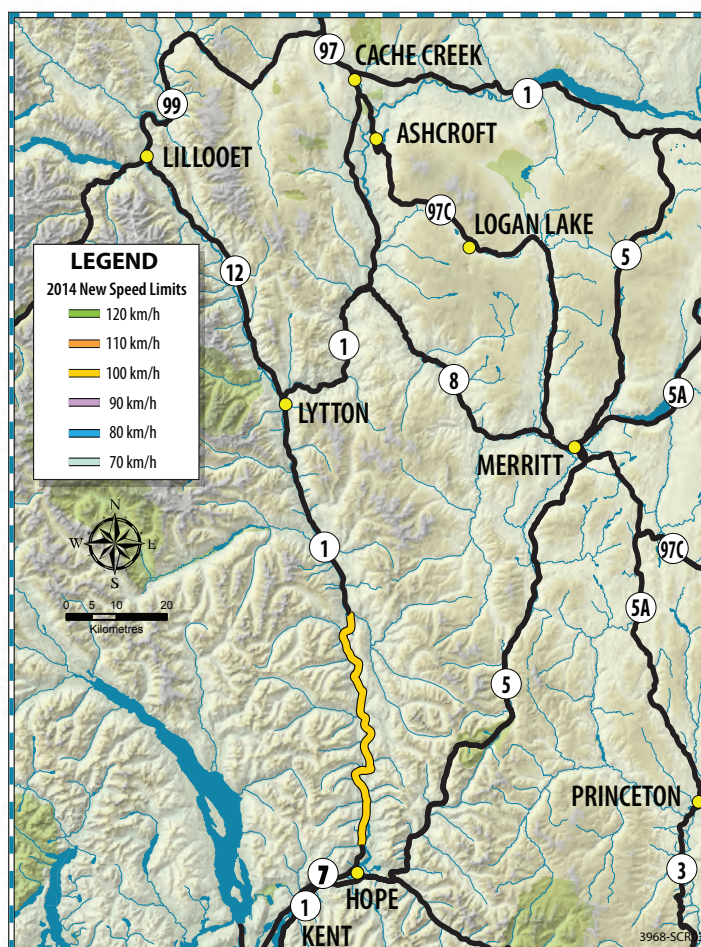 97
CACHE CREEK
1
99
ASHCROFT
LILLOOET
97C
LOGAN LAKE
5
12
LEGEND
2014 New Speed Limits
120 km/h
110 km/h
100 km/h
90 km/h
80 km/h
70 km/h
1
8
5A
LYTTON
MERRITT
N
W E
S
1
97C
0 5 10 20
Kilometres
5A
5
PRINCETON
7
3
HOPE
1
KENT